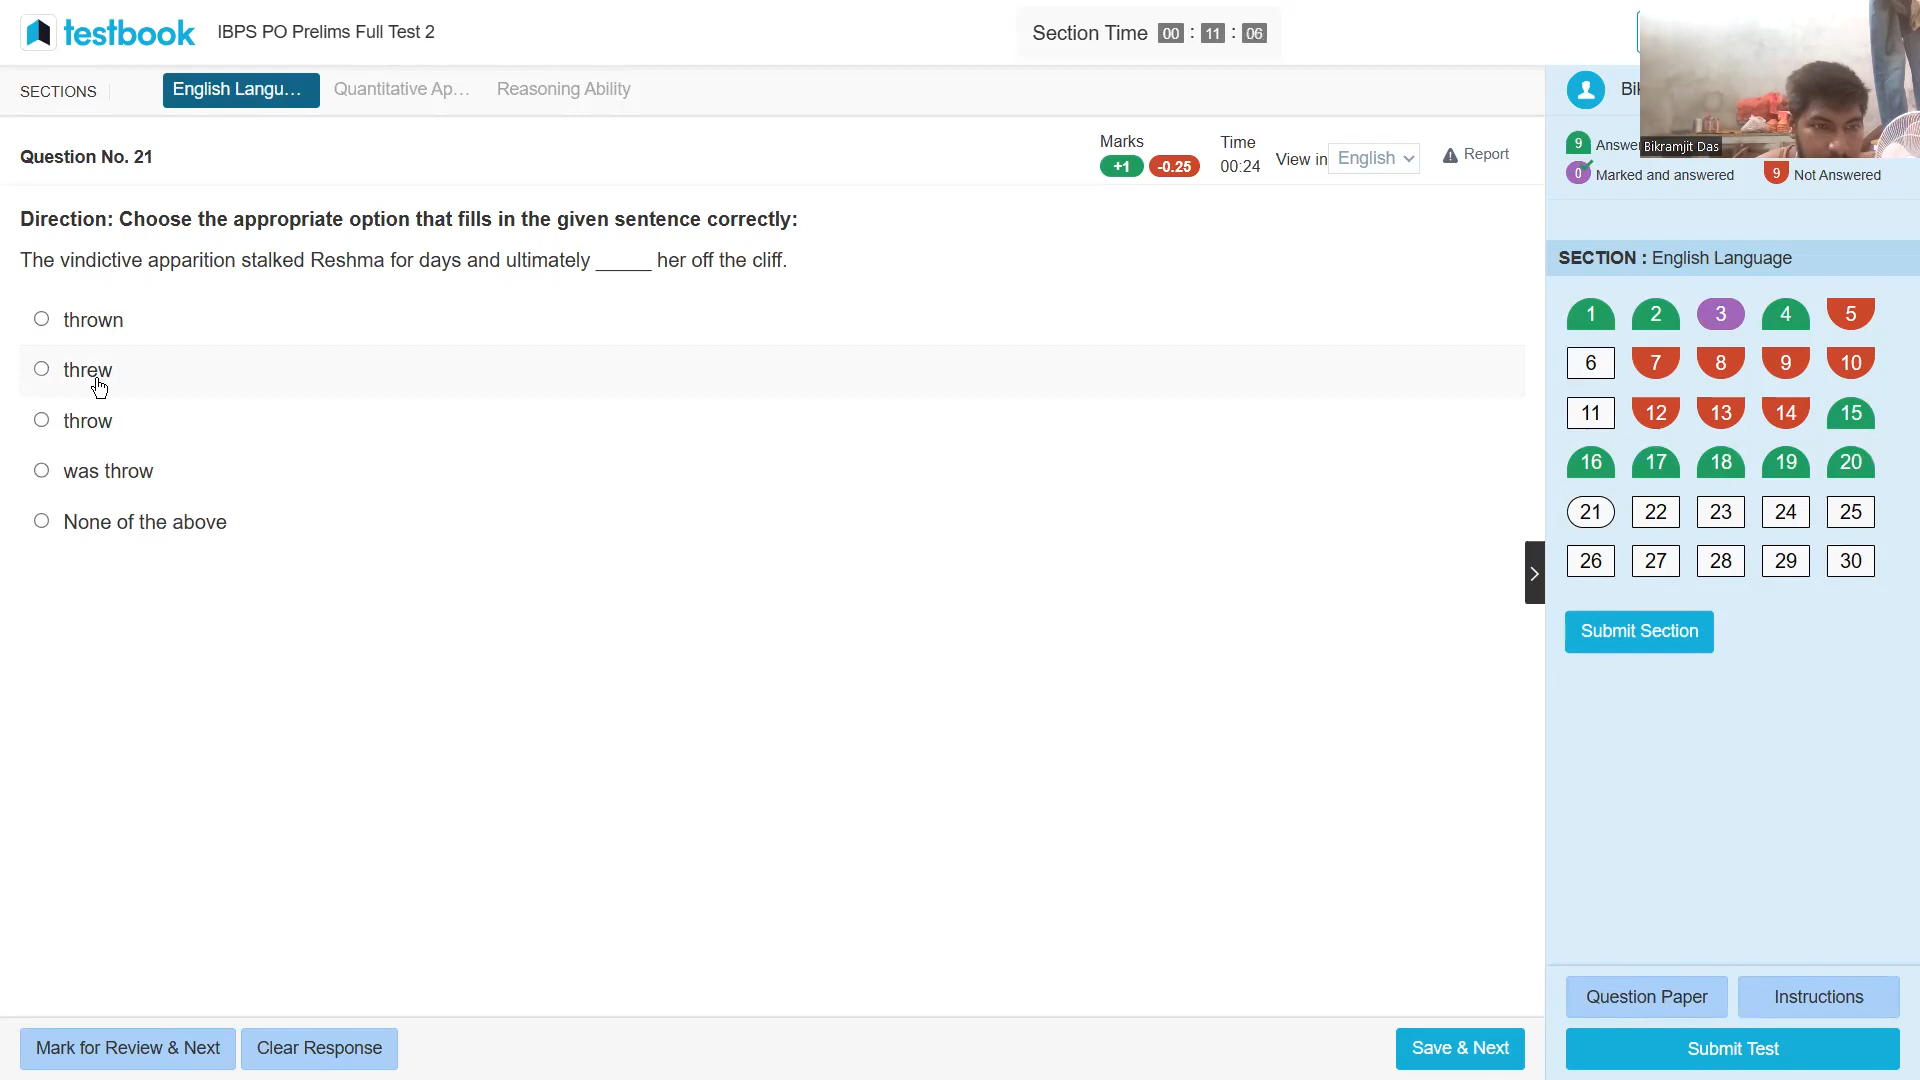 testbook IBPS PO Prelims Full Test 2 Section Time 00 : 11 : 06
SECTIONS English Langu... Quantitative Ap... Reasoning Ability
Question No. 21
Marks
+1 -0.25
Time
00:24
View in English
Report
Direction: Choose the appropriate option that fills in the given sentence correctly:
The vindictive apparition stalked Reshma for days and ultimately _____ her off the cliff.
thrown
threw
throw
was throw
None of the above
Mark for Review & Next Clear Response Save & Next
Bikramjit Das
9
0 Marked and answered 9 Not Answered
SECTION : English Language
1 2 3 4 5
6 7 8 9 10
11 12 13 14 15
16 17 18 19 20
21 22 23 24 25
26 27 28 29 30
Submit Section
Question Paper Instructions
Submit Test